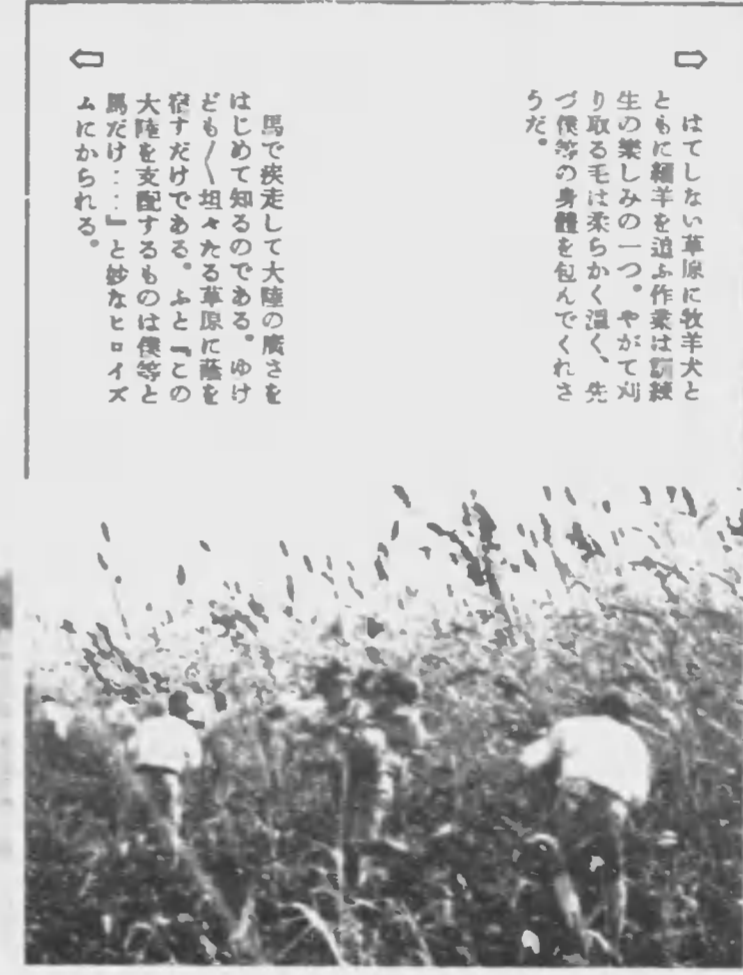 はてしない草原に牧羊犬と
ともに緬羊を追ふ作業は訓練
生の樂しみの一つ。やがて刈
り取る毛は柔らかく溫く、先
づ僕等の身體を包んでくれさ
うだ。
馬で疾走して大陸の廣さを
はじめて知るのである。ゆけ
ども〳〵坦々たる草原に蔭を
宿すだけである。ふと『この
大陸を支配するものは僕等と
馬だけ‥‥』と妙なヒロイズ
ムにかられる。